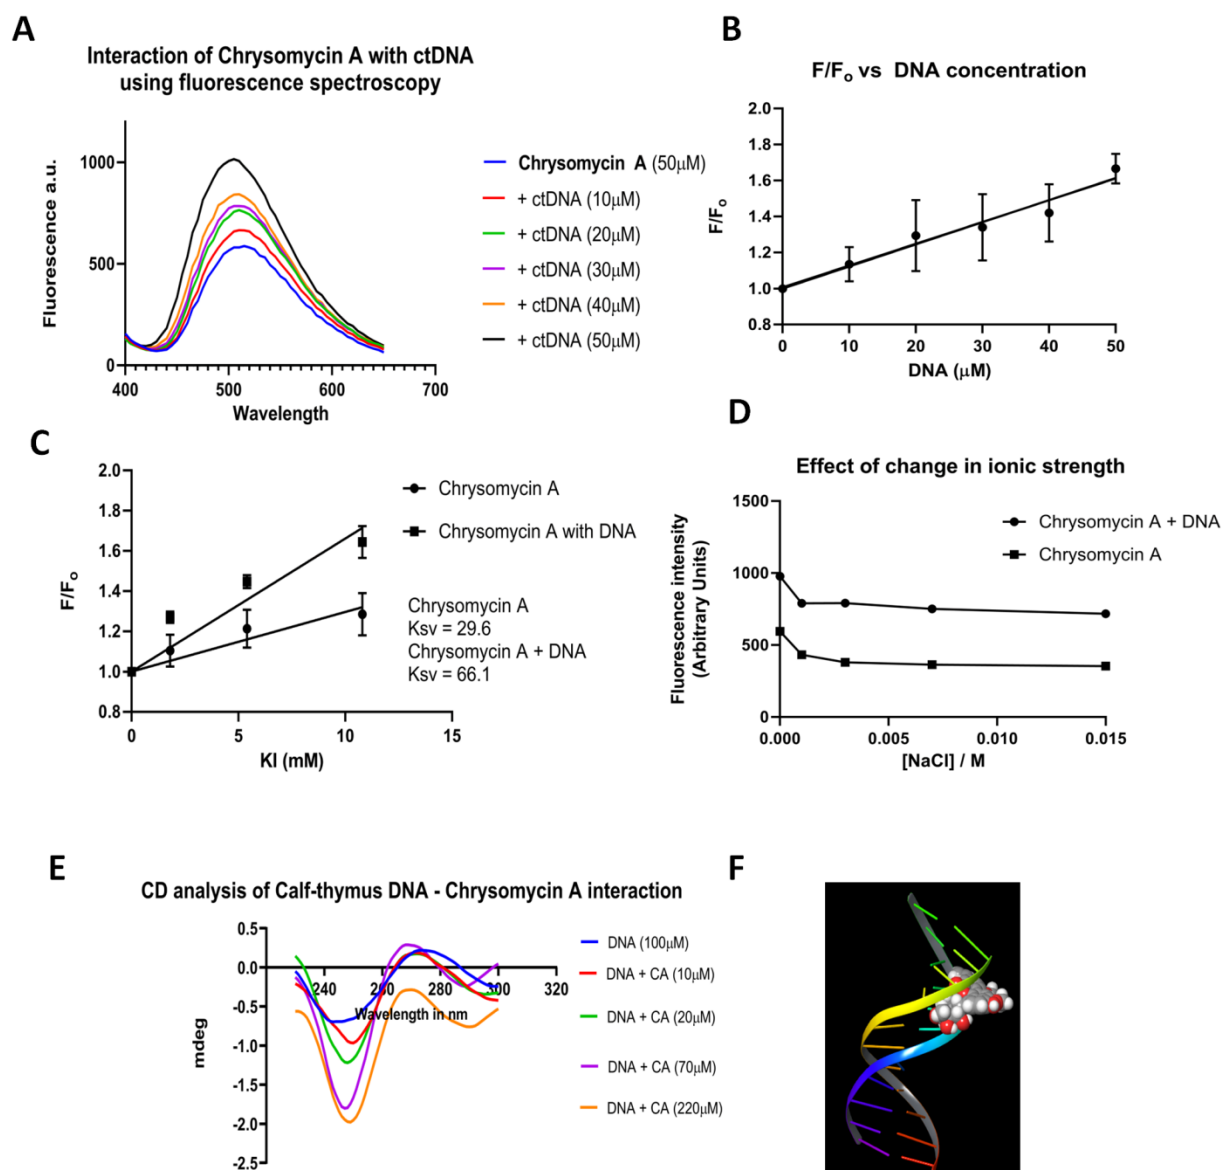 A
Interaction of Chrysomycin A with ctDNA
using fluorescence spectroscopy
Fluorescence a.u.
1000
500
0
400
500
600
700
Wavelength
Chrysomycin A (50μM)
+ ctDNA (10μM)
+ ctDNA (20μM)
+ ctDNA (30μM)
+ ctDNA (40μM)
+ ctDNA (50μM)
B
F/Fo vs DNA concentration
F/Fo
2.0
1.8
1.6
1.4
1.2
1.0
0.8
0
10
20
30
40
50
DNA (μM)
C
F/Fo
2.0
1.8
1.6
1.4
1.2
1.0
0.8
0
5
10
15
KI (mM)
Chrysomycin A
Chrysomycin A with DNA
Chrysomycin A
Ksv = 29.6
Chrysomycin A + DNA
Ksv = 66.1
D
Effect of change in ionic strength
Fluorescence intensity
(Arbitrary Units)
1500
1000
500
0
0.000
0.005
0.010
0.015
[NaCl] / M
Chrysomycin A + DNA
Chrysomycin A
E
CD analysis of Calf-thymus DNA - Chrysomycin A interaction
mdeg
0.5
0.0
-0.5
-1.0
-1.5
-2.0
-2.5
240
260
280
300
320
Wavelength in nm
DNA (100μM)
DNA + CA (10μM)
DNA + CA (20μM)
DNA + CA (70μM)
DNA + CA (220μM)
F